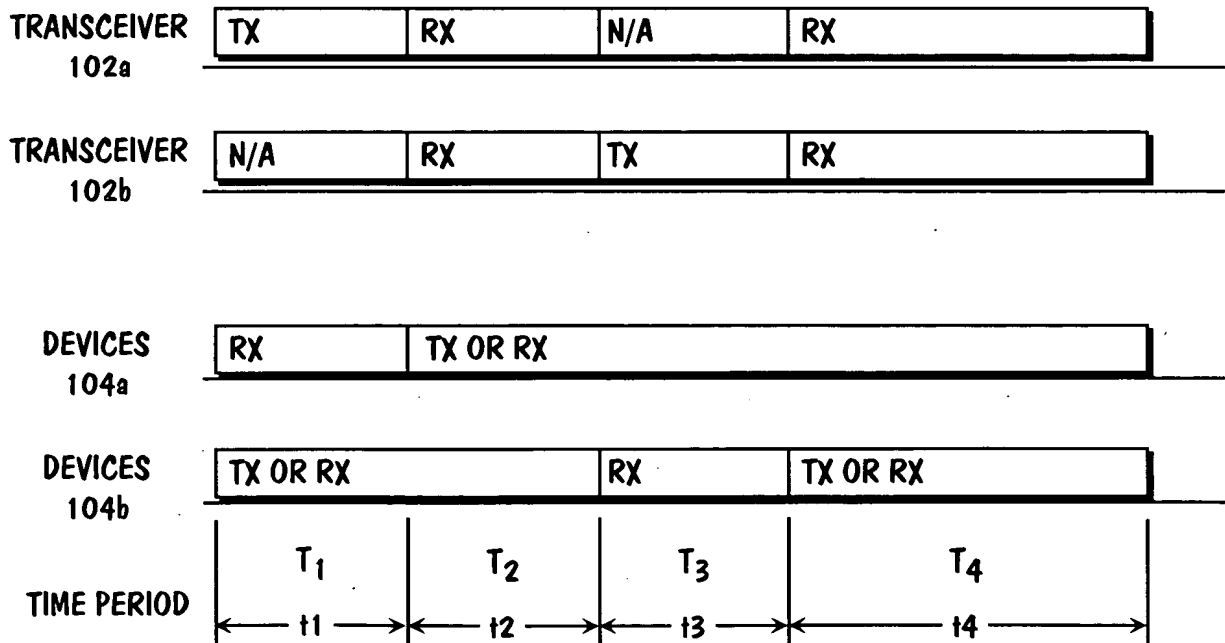 TRANSCEIVER 102a
TX RX N/A RX
TRANSCEIVER 102b
N/A RX TX RX
DEVICES 104a
RX TX OR RX
DEVICES 104b
TX OR RX RX TX OR RX
T1 T2 T3 T4
TIME PERIOD
t1 t2 t3 t4